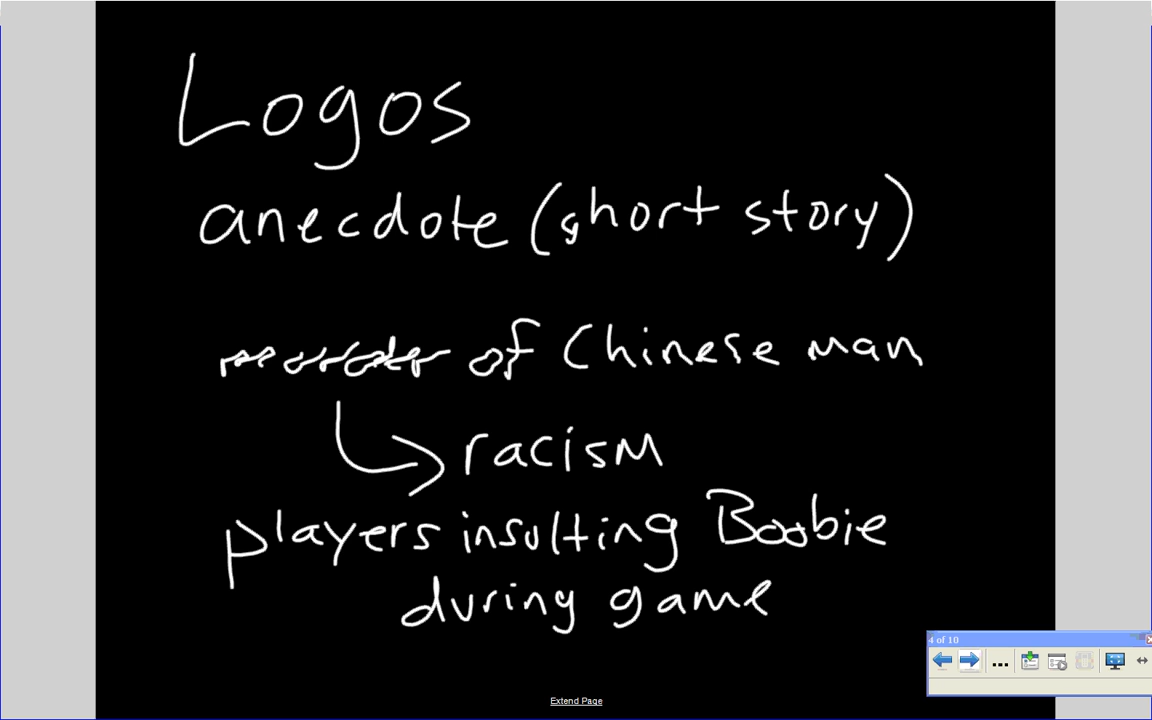 Logos
anecdote (short story)
of Chinese man
racism
players insulting Boobie
during game
4 of 10
...
Extend Page